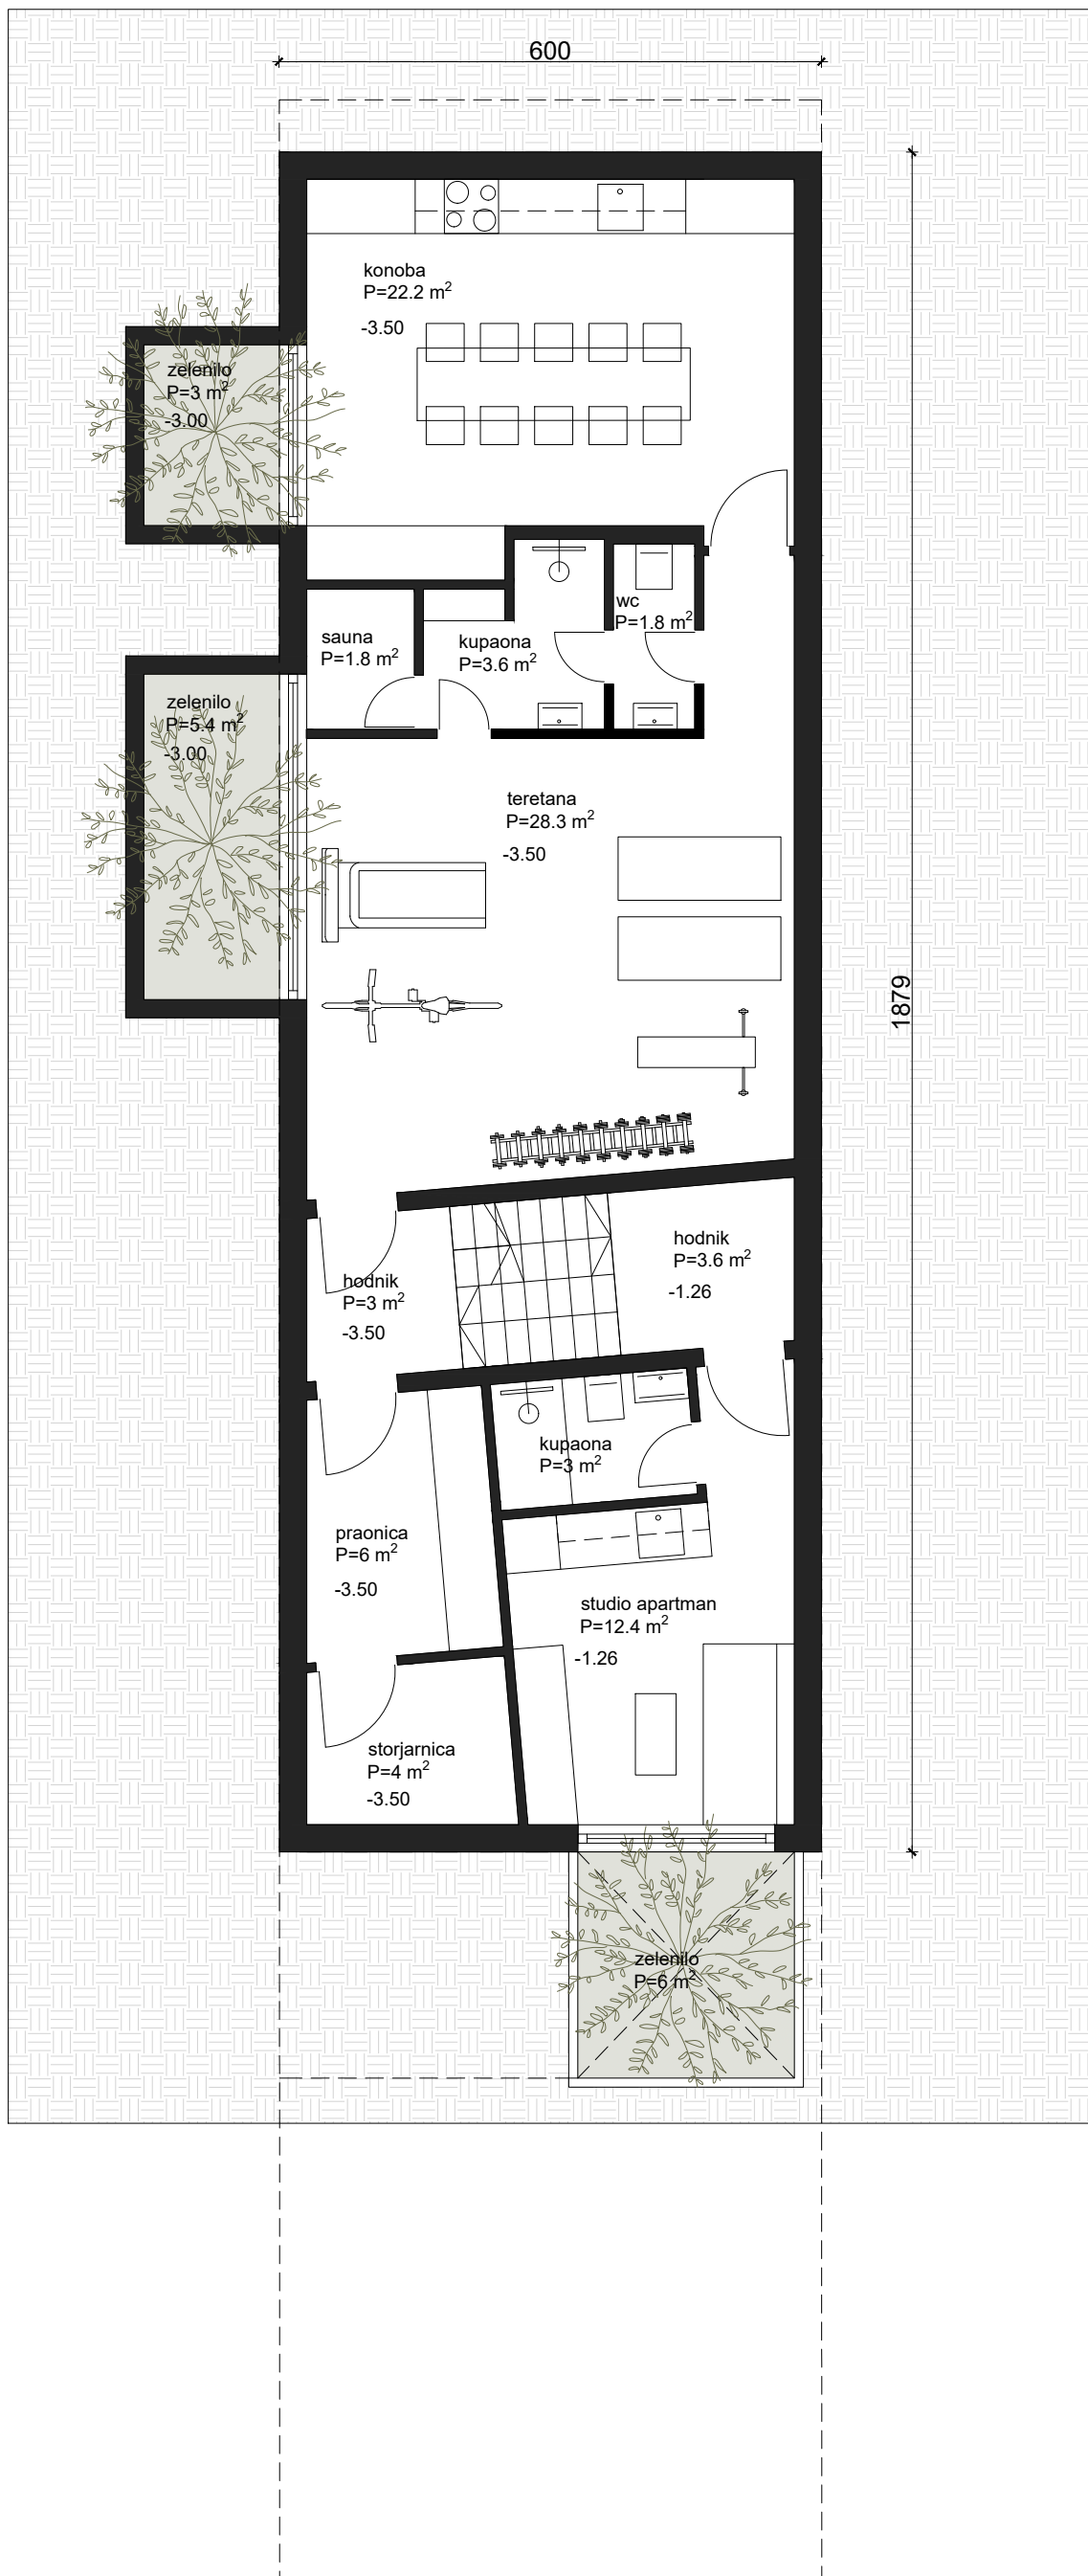 600
konoba
P=22.2 m²
-3.50
zelenilo
P=3 m²
-3.00
wc
P=1.8 m²
sauna
P=1.8 m²
kupaona
P=3.6 m²
zelenilo
P=5.4 m²
-3.00
teretana
P=28.3 m²
-3.50
1879
hodnik
P=3.6 m²
-1.26
hodnik
P=3 m²
-3.50
kupaona
P=3 m²
praonica
P=6 m²
-3.50
studio apartman
P=12.4 m²
-1.26
storjarnica
P=4 m²
-3.50
zelenilo
P=6 m²